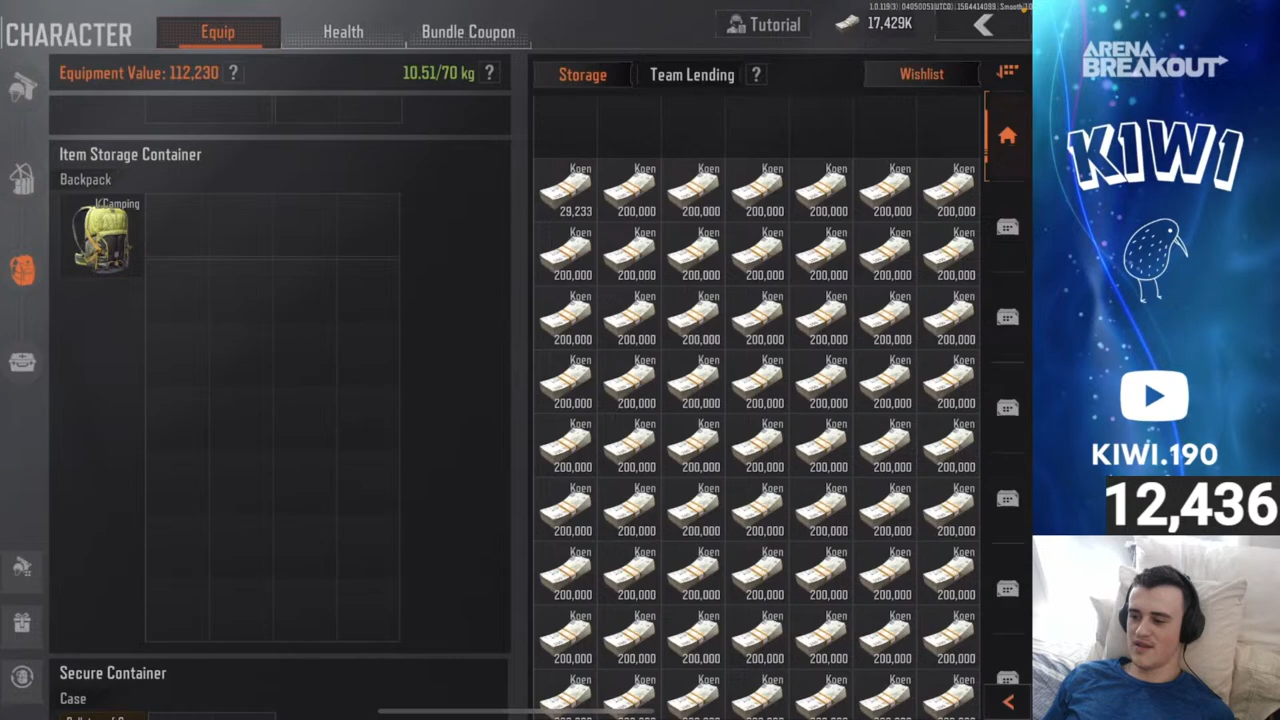 1.0.119(3) | 04050051(UTC0) | 1564414099 | Smooth
CHARACTER
Equip
Health
Bundle Coupon
Tutorial
17,429K
Equipment Value: 112,230 ?
10.51/70 kg ?
Storage
Team Lending ?
Wishlist
Item Storage Container
Backpack
Camping
Koen Koen Koen Koen Koen Koen Koen
29,233 200,000 200,000 200,000 200,000 200,000 200,000
Koen Koen Koen Koen Koen Koen Koen
200,000 200,000 200,000 200,000 200,000 200,000 200,000
Koen Koen Koen Koen Koen Koen Koen
200,000 200,000 200,000 200,000 200,000 200,000 200,000
Koen Koen Koen Koen Koen Koen Koen
200,000 200,000 200,000 200,000 200,000 200,000 200,000
Koen Koen Koen Koen Koen Koen Koen
200,000 200,000 200,000 200,000 200,000 200,000 200,000
Koen Koen Koen Koen Koen Koen Koen
200,000 200,000 200,000 200,000 200,000 200,000 200,000
Koen Koen Koen Koen Koen Koen Koen
200,000 200,000 200,000 200,000 200,000 200,000 200,000
Koen Koen Koen Koen Koen Koen Koen
200,000 200,000 200,000 200,000 200,000 200,000 200,000
Koen Koen Koen Koen Koen Koen Koen
Secure Container
Case
ARENA
BREAKOUT
KIWI
KIWI.190
12,436